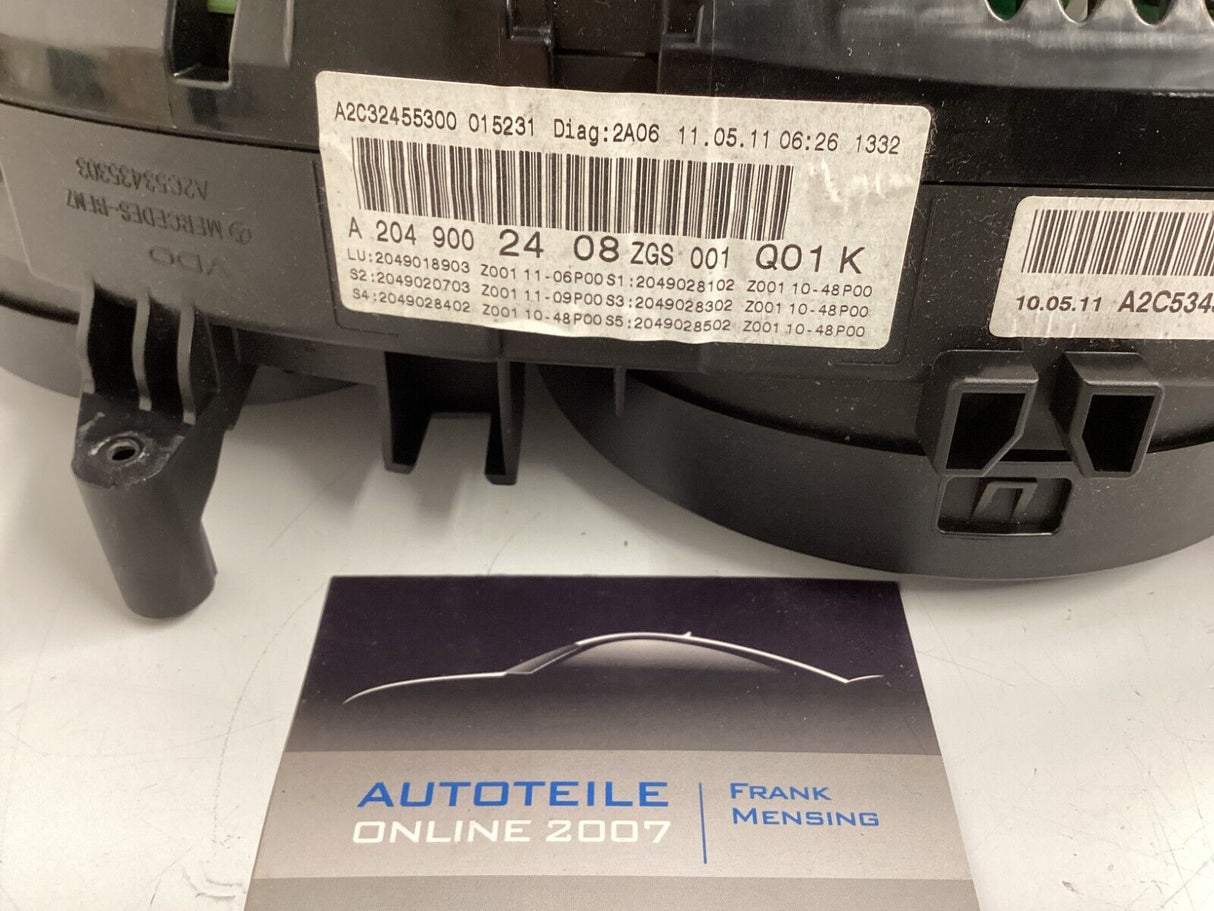 A2C32455300 015231 Diag:2A06 11.05.11 06:26 1332
A 204 900 24 08 ZGS 001 Q01 K
LU:2049018903 Z001 11-06P00 S1:2049028102 Z001 10-48P00
S2:2049020703 Z001 11-09P00 S3:2049028302 Z001 10-48P00
S4:2049028402 Z001 10-48P00 S5:2049028502 Z001 10-48P00
10.05.11 A2C534
VDO
MERCEDES-BENZ
A2C53435303
AUTOTEILE
ONLINE 2007
FRANK
MENSING